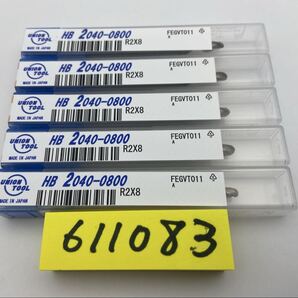 UNION TOOL
MADE IN JAPAN
HB 2040-0800
R2X8
FEGVT011
A
UNION TOOL
MADE IN JAPAN
HB 2040-0800
R2X8
FEGVT011
A
UNION TOOL
MADE IN JAPAN
HB 2040-0800
R2X8
FEGVT011
A
UNION TOOL
MADE IN JAPAN
HB 2040-0800
R2X8
FEGVT011
A
UNION TOOL
MADE IN JAPAN
HB 2040-0800
R2X8
FEGVT011
A
611083